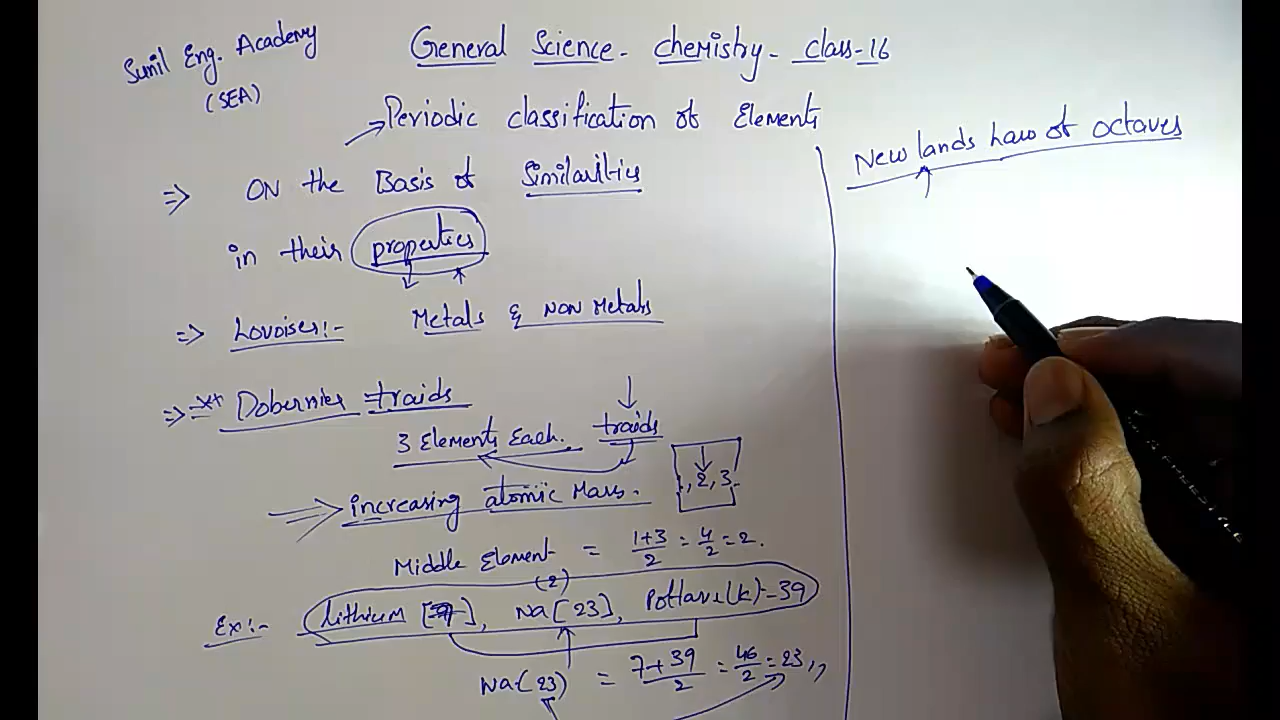 Sunil Eng. Academy
(SEA)
General Science - chemistry - class-16
Periodic classification of Elements
=> ON the Basis of Similarities
in their properties
=> Lovoiser:- Metals & NON Metals
=> ** Dobernier traids
3 Elements Each. traids
1, 2, 3.
increasing atomic Mass.
Middle Element = 1+3/2 = 4/2 = 2.
(2)
Ex:- lithium [7], Na[23], Pottass(k)-39
Na(23) = 7+39/2 = 46/2 = 23,,
New lands Law of octaves